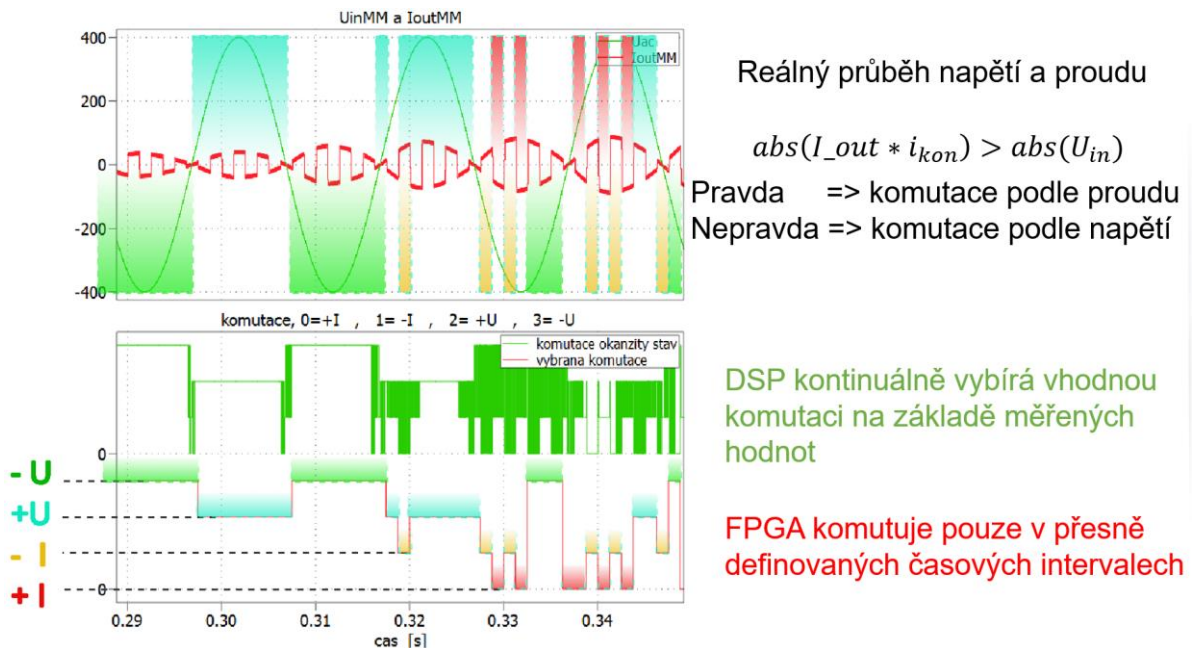 UinMM a IoutMM
400
200
0
-200
-400
Uac
IoutMM
Reálný průběh napětí a proudu
abs(I_out * i_kon) > abs(U_in)
Pravda => komutace podle proudu
Nepravda => komutace podle napětí
komutace, 0=+I , 1= -I , 2= +U , 3= -U
komutace okanzity stav
vybrana komutace
0
- U
+U
- I
+ I
0
0.29 0.30 0.31 0.32 0.33 0.34
cas [s]
DSP kontinuálně vybírá vhodnou
komutaci na základě měřených
hodnot
FPGA komutuje pouze v přesně
definovaných časových intervalech